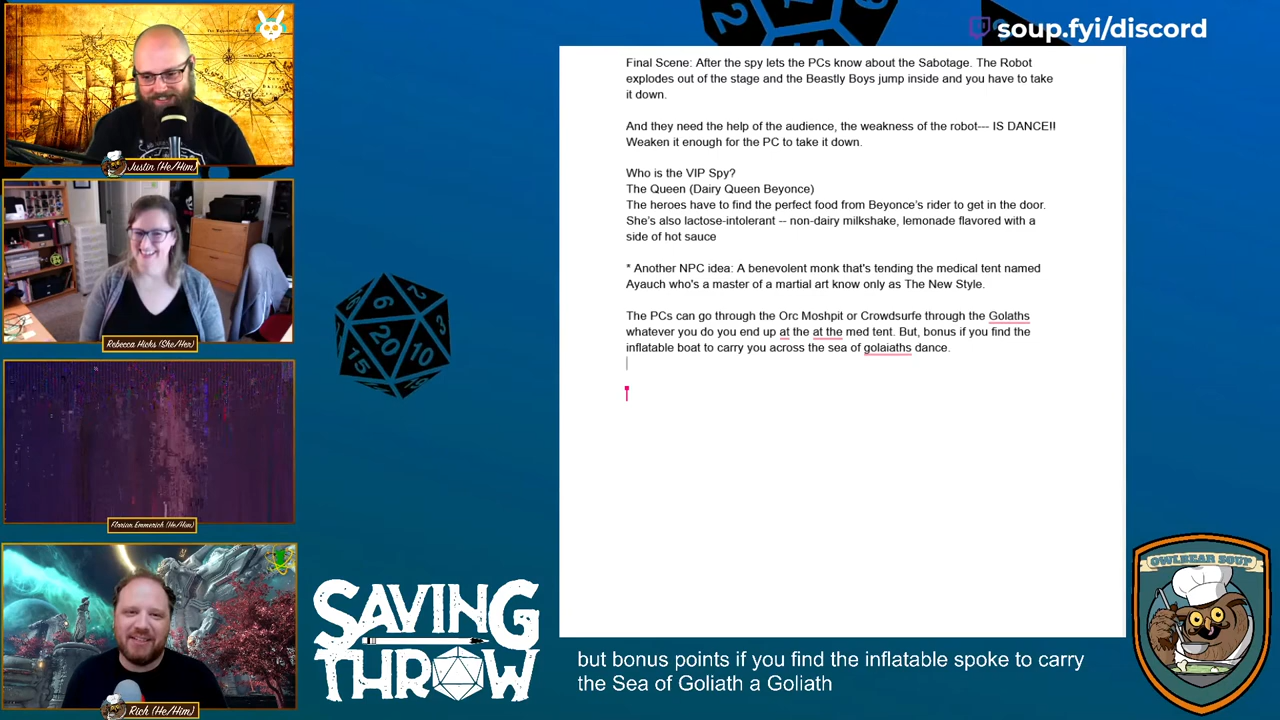 soup.fyi/discord
Final Scene: After the spy lets the PCs know about the Sabotage. The Robot
explodes out of the stage and the Beastly Boys jump inside and you have to take
it down.
And they need the help of the audience, the weakness of the robot--- IS DANCE!!
Weaken it enough for the PC to take it down.
Who is the VIP Spy?
The Queen (Dairy Queen Beyonce)
The heroes have to find the perfect food from Beyonce's rider to get in the door.
She's also lactose-intolerant -- non-dairy milkshake, lemonade flavored with a
side of hot sauce
* Another NPC idea: A benevolent monk that's tending the medical tent named
Ayauch who's a master of a martial art know only as The New Style.
The PCs can go through the Orc Moshpit or Crowdsurfe through the Golaths
whatever you do you end up at the at the med tent. But, bonus if you find the
inflatable boat to carry you across the sea of golaiaths dance.
Justin (He/Him)
Rebecca Hicks (She/Her)
Florian Emmerich (He/Him)
Rich (He/Him)
6
2
20
3
15
10
SAVING
THROW
OWLBEAR SOUP
but bonus points if you find the inflatable spoke to carry
the Sea of Goliath a Goliath